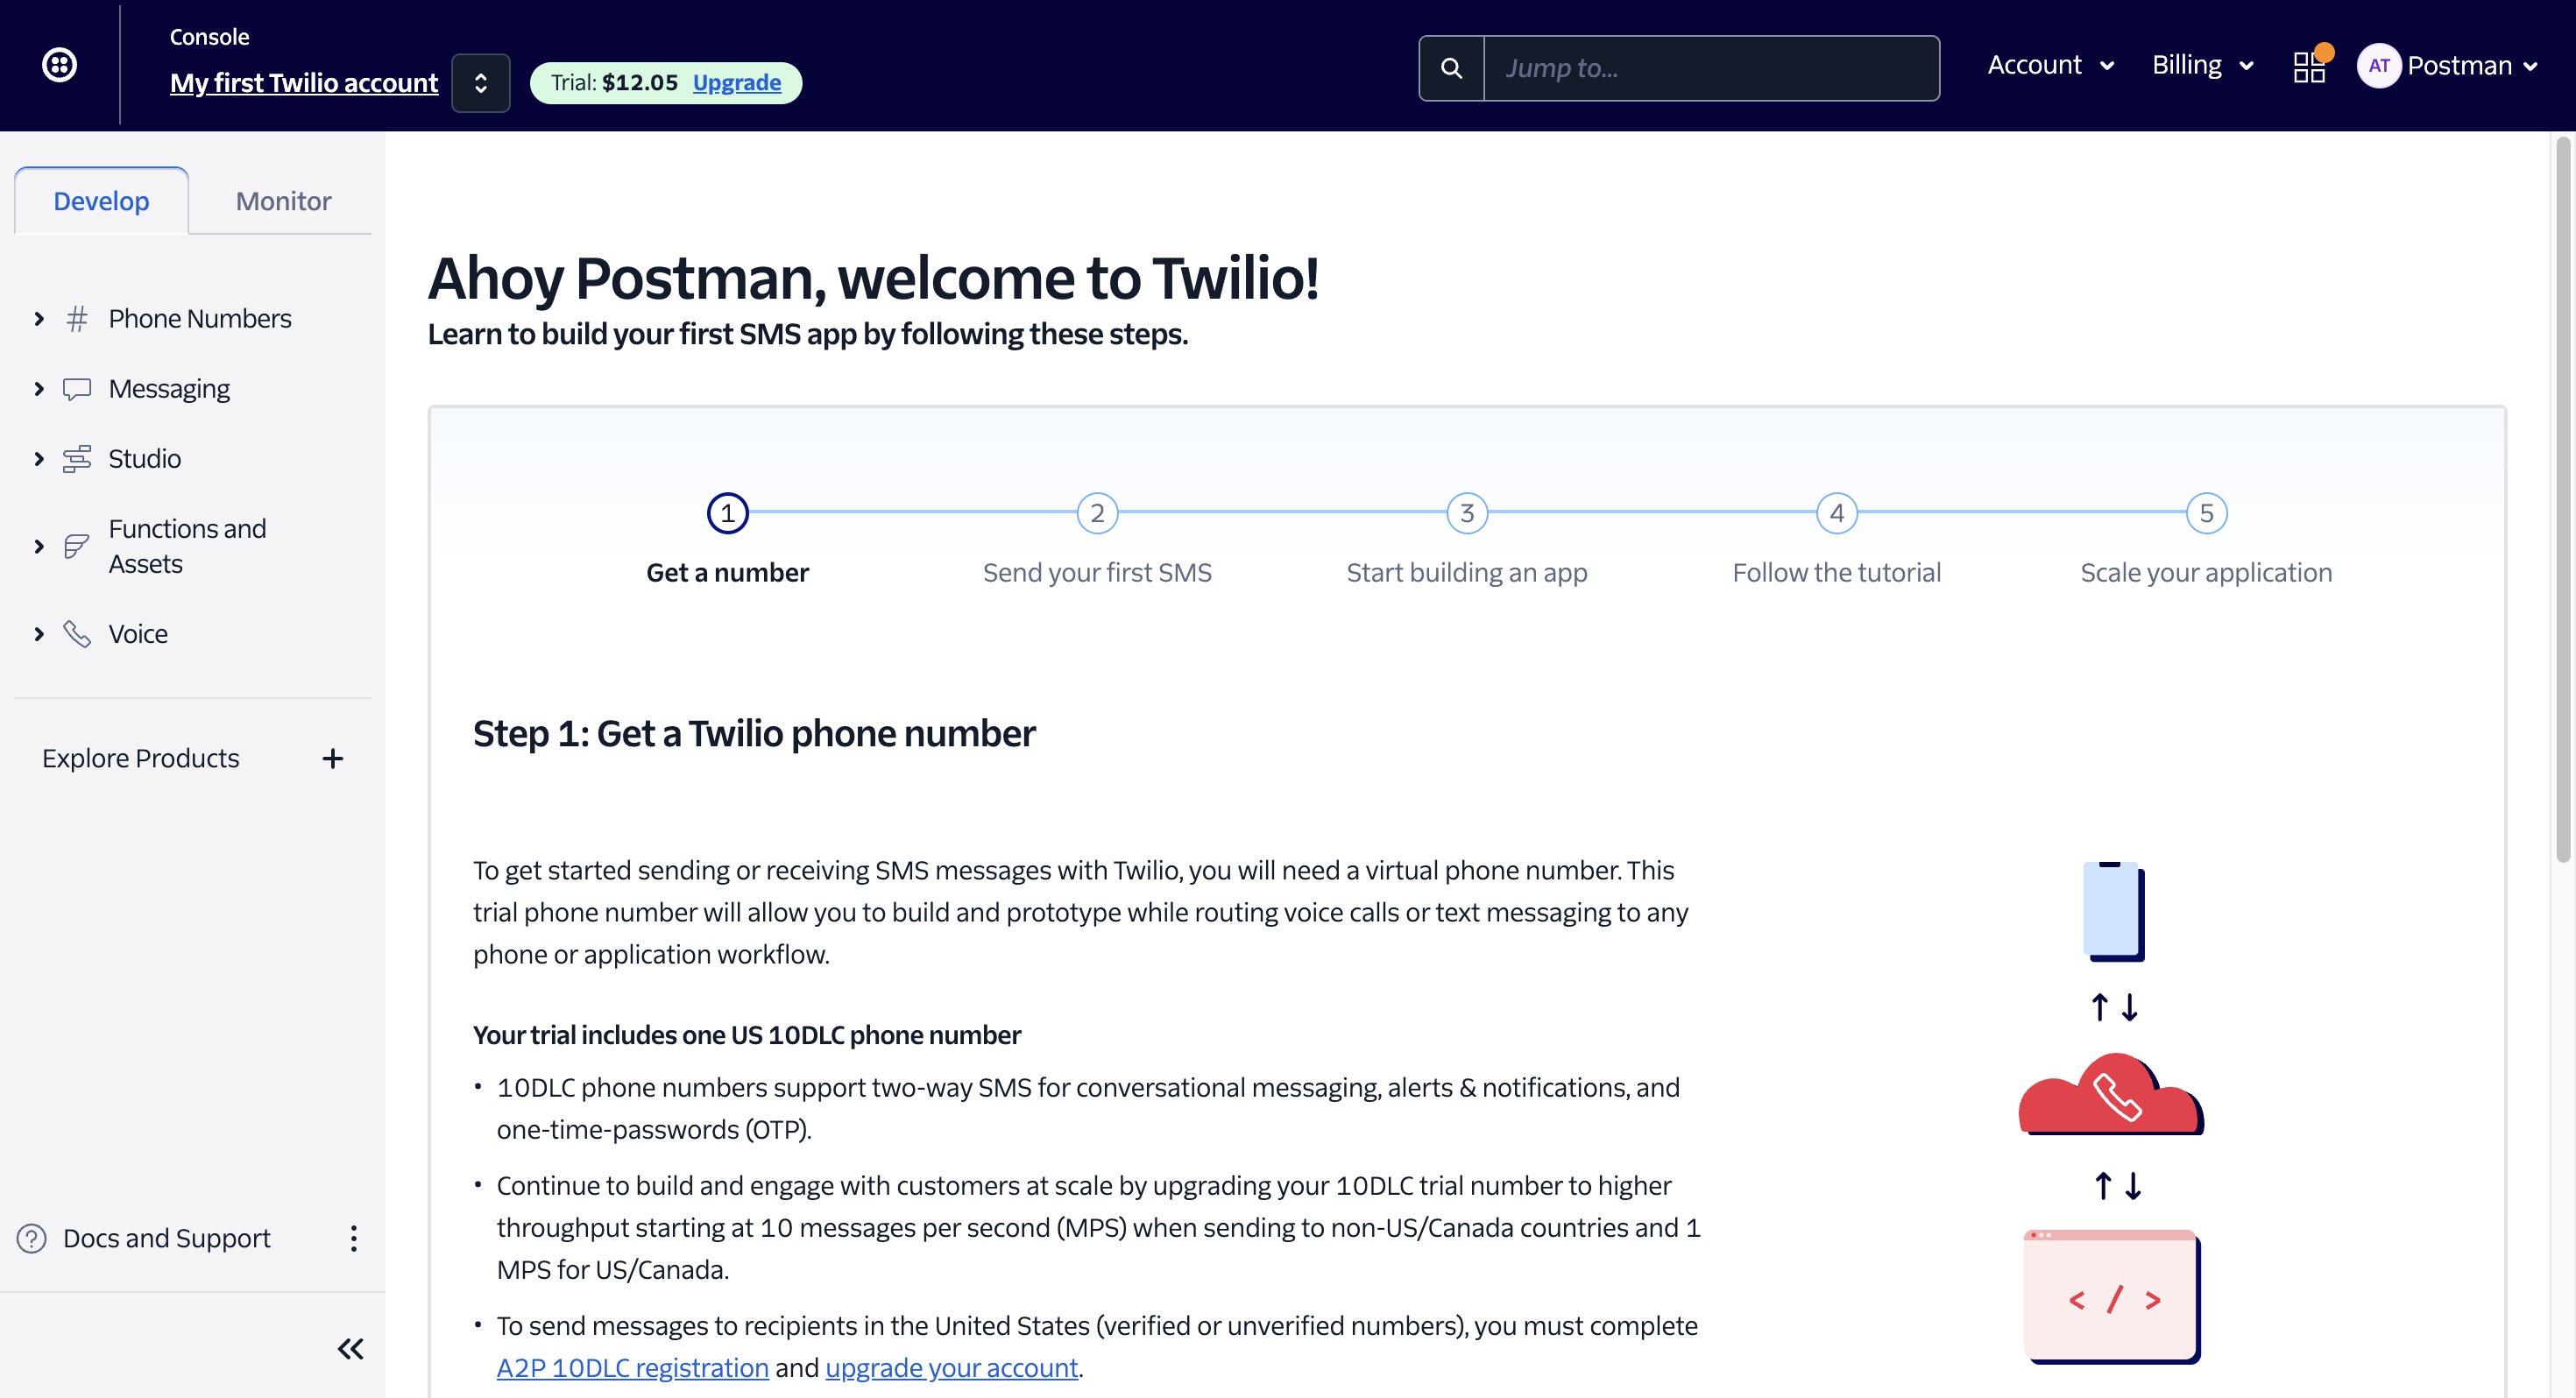 Console
My first Twilio account
Trial: $12.05 Upgrade
Jump to...
Account
Billing
AT Postman
Develop
Monitor
Phone Numbers
Messaging
Studio
Functions and
Assets
Voice
Explore Products
Docs and Support
Ahoy Postman, welcome to Twilio!
Learn to build your first SMS app by following these steps.
1
2
3
4
5
Get a number
Send your first SMS
Start building an app
Follow the tutorial
Scale your application
Step 1: Get a Twilio phone number
To get started sending or receiving SMS messages with Twilio, you will need a virtual phone number. This
trial phone number will allow you to build and prototype while routing voice calls or text messaging to any
phone or application workflow.
Your trial includes one US 10DLC phone number
• 10DLC phone numbers support two-way SMS for conversational messaging, alerts & notifications, and
one-time-passwords (OTP).
• Continue to build and engage with customers at scale by upgrading your 10DLC trial number to higher
throughput starting at 10 messages per second (MPS) when sending to non-US/Canada countries and 1
MPS for US/Canada.
• To send messages to recipients in the United States (verified or unverified numbers), you must complete
A2P 10DLC registration and upgrade your account.
< / >